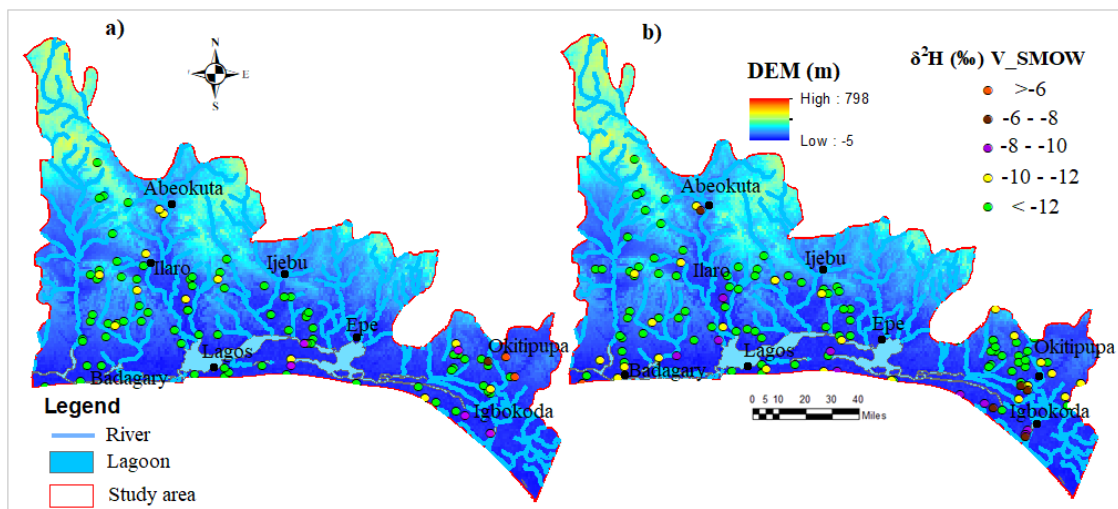 a)
N
E
S
Abeokuta
Ilaro
Ijebu
Epe
Okitipupa
Lagos
Badagary
Igbokoda
Legend
River
Lagoon
Study area
b)
DEM (m)
High : 798
Low : -5
δ²H (‰) V_SMOW
>-6
-6 - -8
-8 - -10
-10 - -12
< -12
Abeokuta
Ilaro
Ijebu
Epe
Okitipupa
Lagos
Badagary
Igbokoda
0 5 10 20 30 40
Miles